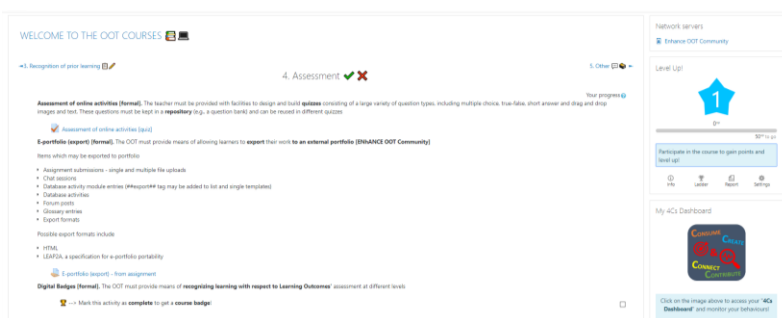 WELCOME TO THE OOT COURSES
3. Recognition of prior learning
5. Other
4. Assessment
Your progress
Assessment of online activities [formal]. The teacher must be provided with facilities to design and build quizzes consisting of a large variety of question types, including multiple choice, true-false, short answer and drag and drop
images and text. These questions must be kept in a repository (e.g., a question bank) and can be reused in different quizzes
Assessment of online activities (quiz)
E-portfolio (export) [formal]. The OOT must provide means of allowing learners to export their work to an external portfolio [ENhANCE OOT Community]
Items which may be exported to portfolio
Assignment submissions - single and multiple file uploads
Chat sessions
Database activity module entries (##export## tag may be added to list and single templates)
Database activities
Forum posts
Glossary entries
Export formats
Possible export formats include
HTML
LEAP2A, a specification for e-portfolio portability
E-portfolio (export) - from assignment
Digital Badges [formal]. The OOT must provide means of recognizing learning with respect to Learning Outcomes' assessment at different levels
--> Mark this activity as complete to get a course badge!
Network servers
Enhance OOT Community
Level Up!
1
0xp
50xp to go
Participate in the course to gain points and
level up!
Info
Ladder
Report
Settings
My 4Cs Dashboard
CONSUME
CREATE
CONNECT
CONTRIBUTE
Click on the image above to access your '4Cs
Dashboard' and monitor your behaviours!